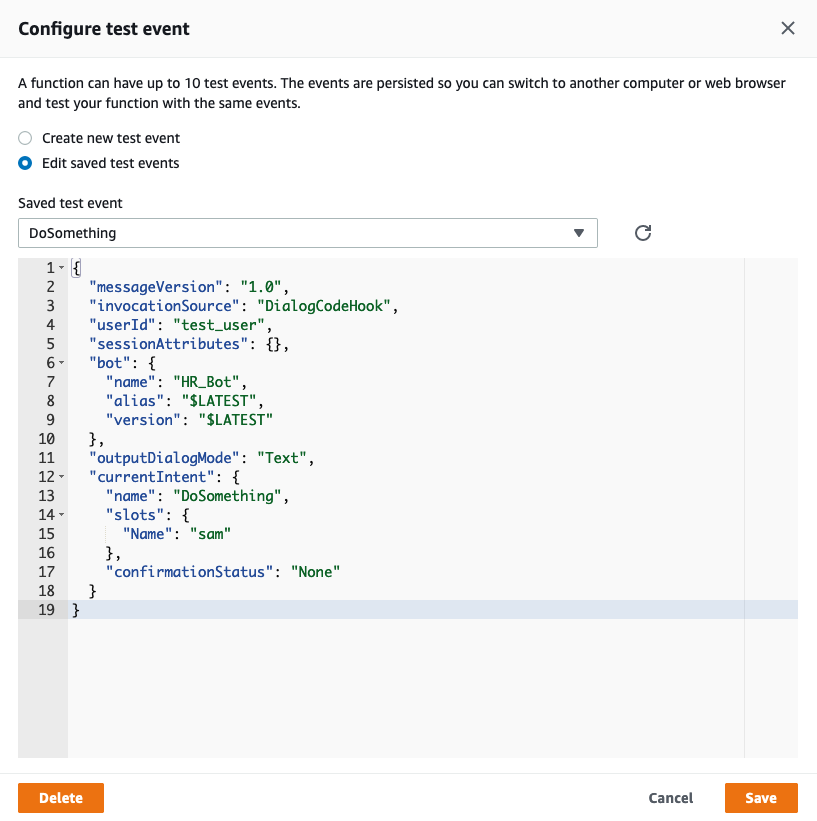 Configure test event
A function can have up to 10 test events. The events are persisted so you can switch to another computer or web browser
and test your function with the same events.
Create new test event
Edit saved test events
Saved test event
DoSomething
1 {
2   "messageVersion": "1.0",
3   "invocationSource": "DialogCodeHook",
4   "userId": "test_user",
5   "sessionAttributes": {},
6   "bot": {
7     "name": "HR_Bot",
8     "alias": "$LATEST",
9     "version": "$LATEST"
10   },
11   "outputDialogMode": "Text",
12   "currentIntent": {
13     "name": "DoSomething",
14     "slots": {
15       "Name": "sam"
16     },
17     "confirmationStatus": "None"
18   }
19 }
Delete Cancel Save